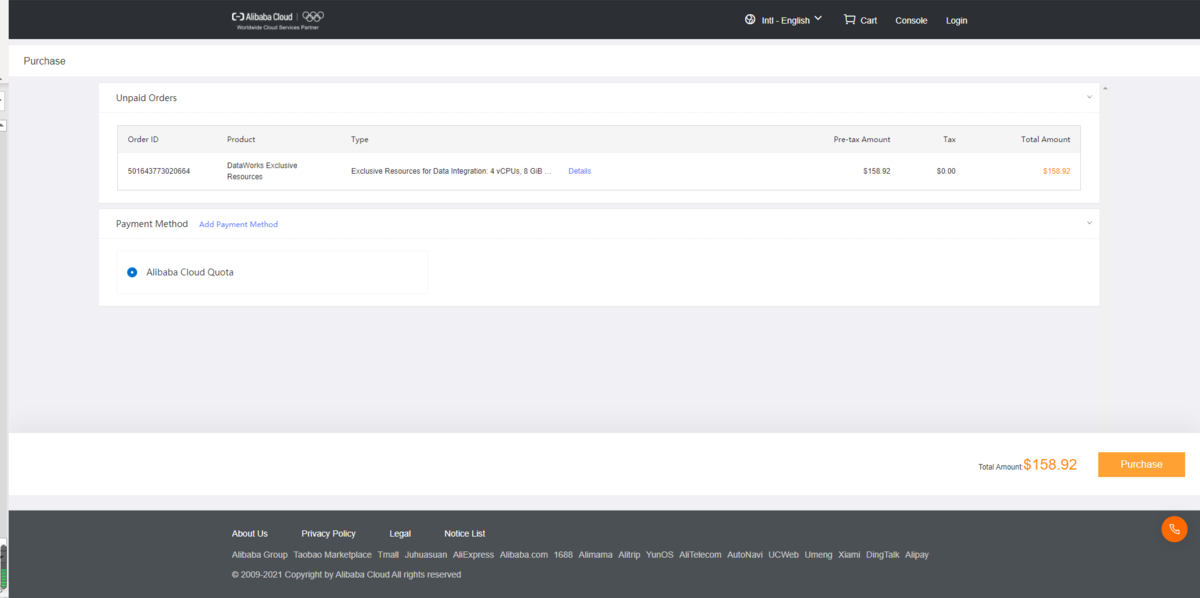 Alibaba Cloud
Worldwide Cloud Services Partner
Intl - English
Cart
Console
Login
Purchase
Unpaid Orders
Order ID
Product
Type
Pre-tax Amount
Tax
Total Amount
501643773020664
DataWorks Exclusive
Resources
Exclusive Resources for Data Integration: 4 vCPUs, 8 GiB ...
Details
$158.92
$0.00
$158.92
Payment Method
Add Payment Method
Alibaba Cloud Quota
Total Amount:$158.92
Purchase
About Us
Privacy Policy
Legal
Notice List
Alibaba Group Taobao Marketplace Tmall Juhuasuan AliExpress Alibaba.com 1688 Alimama Alitrip YunOS AliTelecom AutoNavi UCWeb Umeng Xiami DingTalk Alipay
© 2009-2021 Copyright by Alibaba Cloud All rights reserved